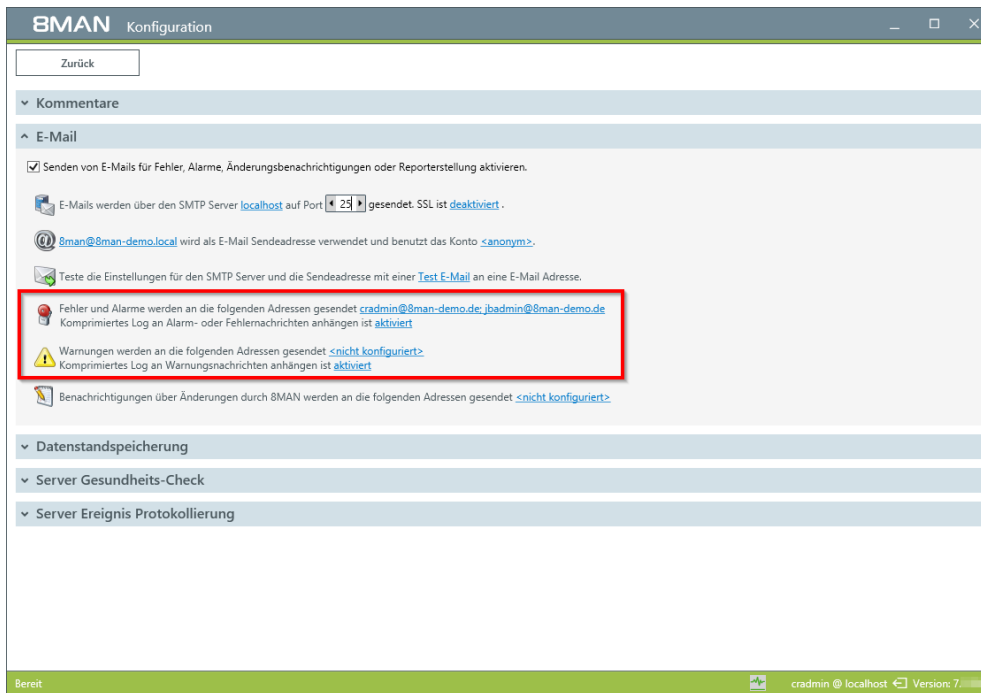 8MAN Konfiguration
Zurück
Kommentare
E-Mail
Senden von E-Mails für Fehler, Alarme, Änderungsbenachrichtigungen oder Reporterstellung aktivieren.
E-Mails werden über den SMTP Server localhost auf Port 25 gesendet. SSL ist deaktiviert .
8man@8man-demo.local wird als E-Mail Sendeadresse verwendet und benutzt das Konto <anonym>.
Teste die Einstellungen für den SMTP Server und die Sendeadresse mit einer Test E-Mail an eine E-Mail Adresse.
Fehler und Alarme werden an die folgenden Adressen gesendet cradmin@8man-demo.de; jbadmin@8man-demo.de
Komprimiertes Log an Alarm- oder Fehlernachrichten anhängen ist aktiviert
Warnungen werden an die folgenden Adressen gesendet <nicht konfiguriert>
Komprimiertes Log an Warnungsnachrichten anhängen ist aktiviert
Benachrichtigungen über Änderungen durch 8MAN werden an die folgenden Adressen gesendet <nicht konfiguriert>
Datenstandspeicherung
Server Gesundheits-Check
Server Ereignis Protokollierung
Bereit cradmin @ localhost Version: 7.